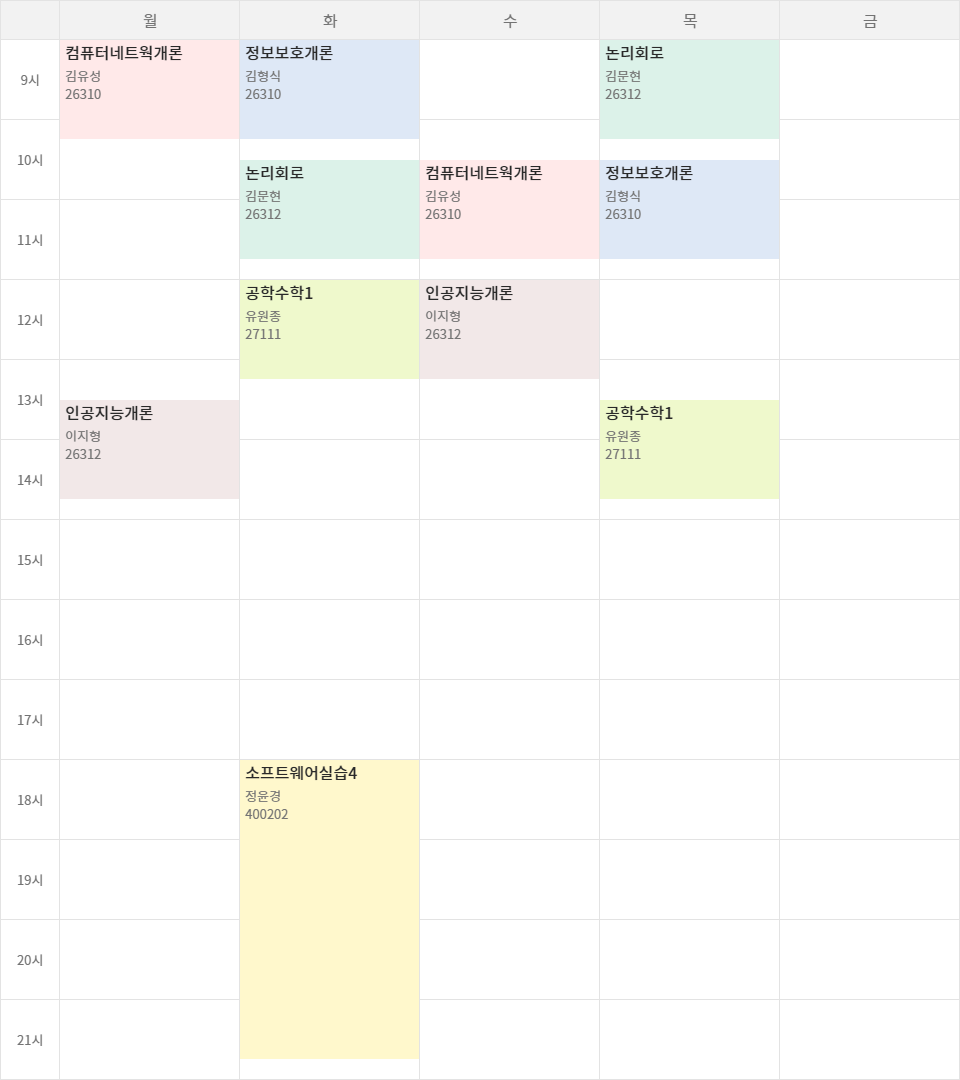 월
화
수
목
금
9시
컴퓨터네트웍개론
김유성
26310
정보보호개론
김형식
26310
논리회로
김문현
26312
10시
논리회로
김문현
26312
컴퓨터네트웍개론
김유성
26310
정보보호개론
김형식
26310
11시
12시
공학수학1
유원종
27111
인공지능개론
이지형
26312
13시
인공지능개론
이지형
26312
공학수학1
유원종
27111
14시
15시
16시
17시
18시
소프트웨어실습4
정윤경
400202
19시
20시
21시